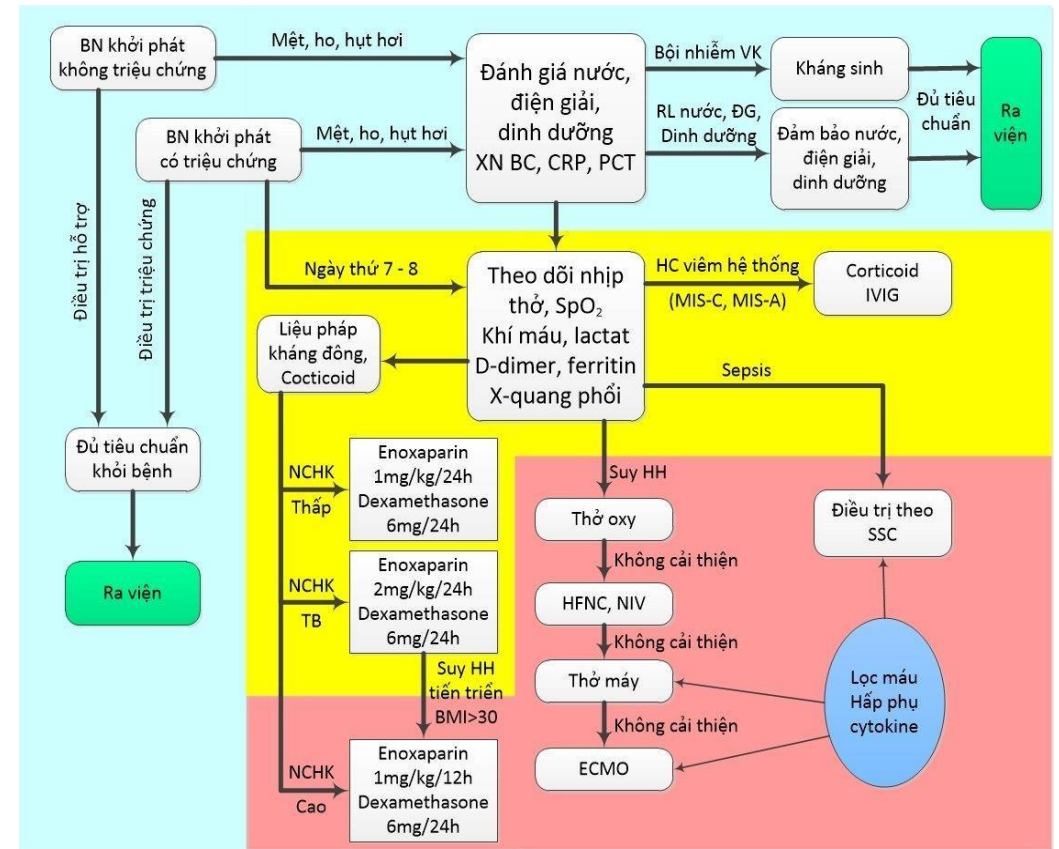 BN khởi phát
không triệu chứng
Mệt, ho, hụt hơi
Đánh giá nước,
điện giải,
dinh dưỡng
XN BC, CRP, PCT
Bội nhiễm VK
Kháng sinh
Đủ tiêu
chuẩn
Ra
viện
BN khởi phát
có triệu chứng
Mệt, ho, hụt hơi
RL nước, ĐG,
Dinh dưỡng
Đảm bảo nước,
điện giải,
dinh dưỡng
Điều trị hỗ trợ
Điều trị triệu chứng
Ngày thứ 7 - 8
Theo dõi nhịp
thở, SpO₂
Khí máu, lactat
D-dimer, ferritin
X-quang phổi
HC viêm hệ thống
(MIS-C, MIS-A)
Corticoid
IVIG
Liệu pháp
kháng đông,
Cocticoid
Sepsis
Đủ tiêu chuẩn
khỏi bệnh
Ra viện
NCHK
Thấp
Enoxaparin
1mg/kg/24h
Dexamethasone
6mg/24h
NCHK
TB
Enoxaparin
2mg/kg/24h
Dexamethasone
6mg/24h
Suy HH
tiến triển
BMI>30
NCHK
Cao
Enoxaparin
1mg/kg/12h
Dexamethasone
6mg/24h
Suy HH
Thở oxy
Không cải thiện
HFNC, NIV
Không cải thiện
Thở máy
Không cải thiện
ECMO
Điều trị theo
SSC
Lọc máu
Hấp phụ
cytokine